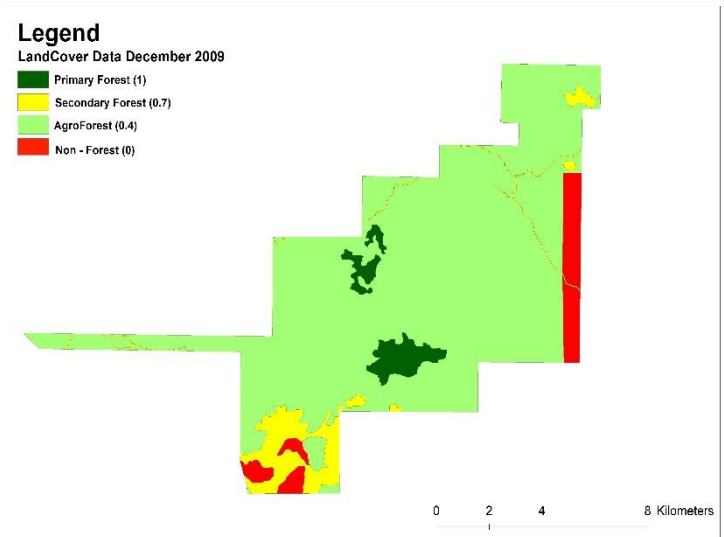 Legend
LandCover Data December 2009
Primary Forest (1)
Secondary Forest (0.7)
AgroForest (0.4)
Non - Forest (0)
0 2 4 8 Kilometers